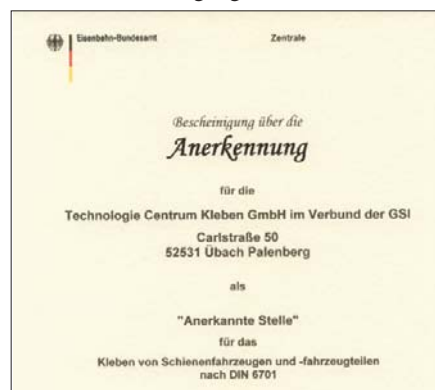 Eisenbahn-Bundesamt
Zentrale
Bescheinigung über die
Anerkennung
für die
Technologie Centrum Kleben GmbH im Verbund der GSI
Carlstraße 50
52531 Übach Palenberg
als
"Anerkannte Stelle"
für das
Kleben von Schienenfahrzeugen und -fahrzeugteilen
nach DIN 6701